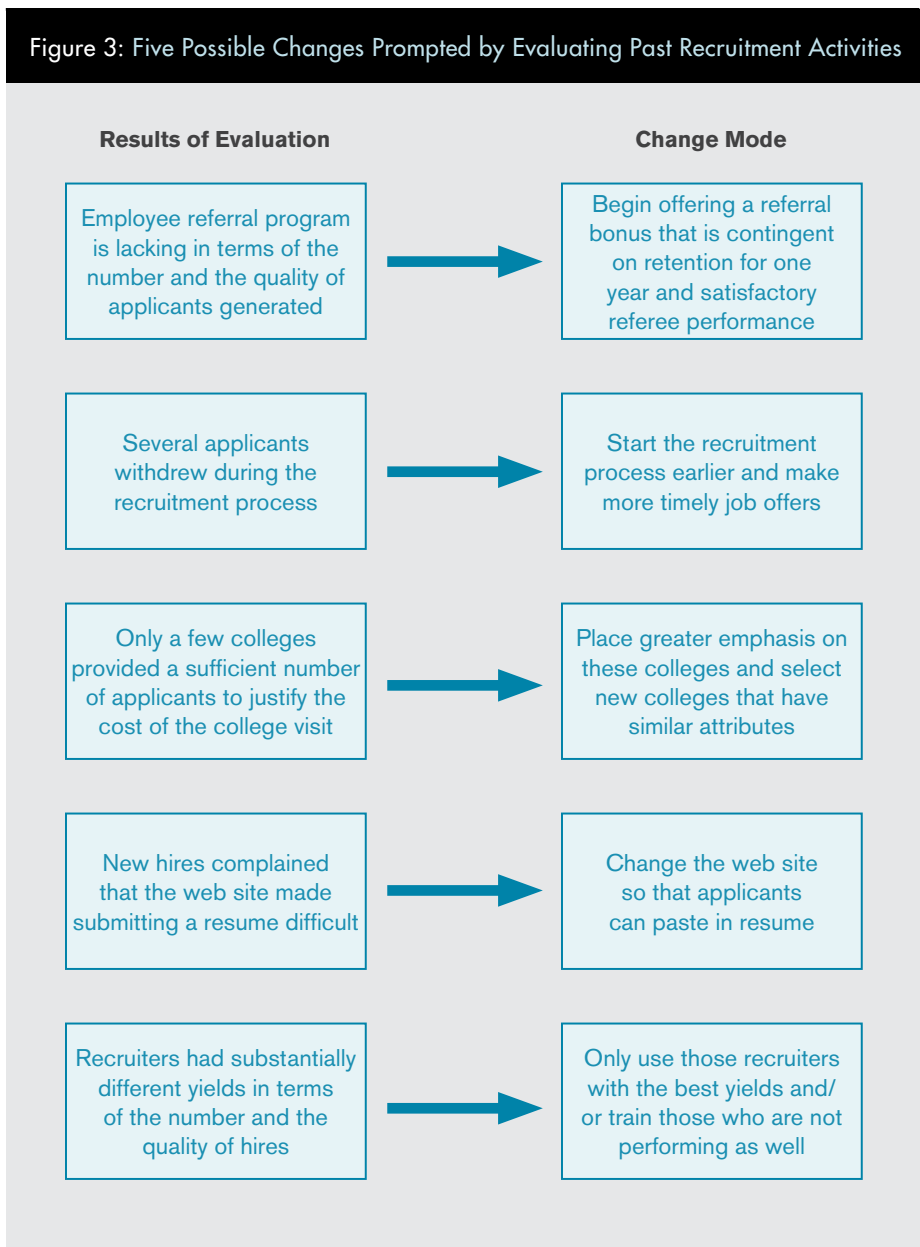 Figure 3: Five Possible Changes Prompted by Evaluating Past Recruitment Activities
Results of Evaluation
Change Mode
Employee referral program
is lacking in terms of the
number and the quality of
applicants generated
Begin offering a referral
bonus that is contingent
on retention for one
year and satisfactory
referee performance
Several applicants
withdrew during the
recruitment process
Start the recruitment
process earlier and make
more timely job offers
Only a few colleges
provided a sufficient number
of applicants to justify the
cost of the college visit
Place greater emphasis on
these colleges and select
new colleges that have
similar attributes
New hires complained
that the web site made
submitting a resume difficult
Change the web site
so that applicants
can paste in resume
Recruiters had substantially
different yields in terms
of the number and the
quality of hires
Only use those recruiters
with the best yields and/
or train those who are not
performing as well